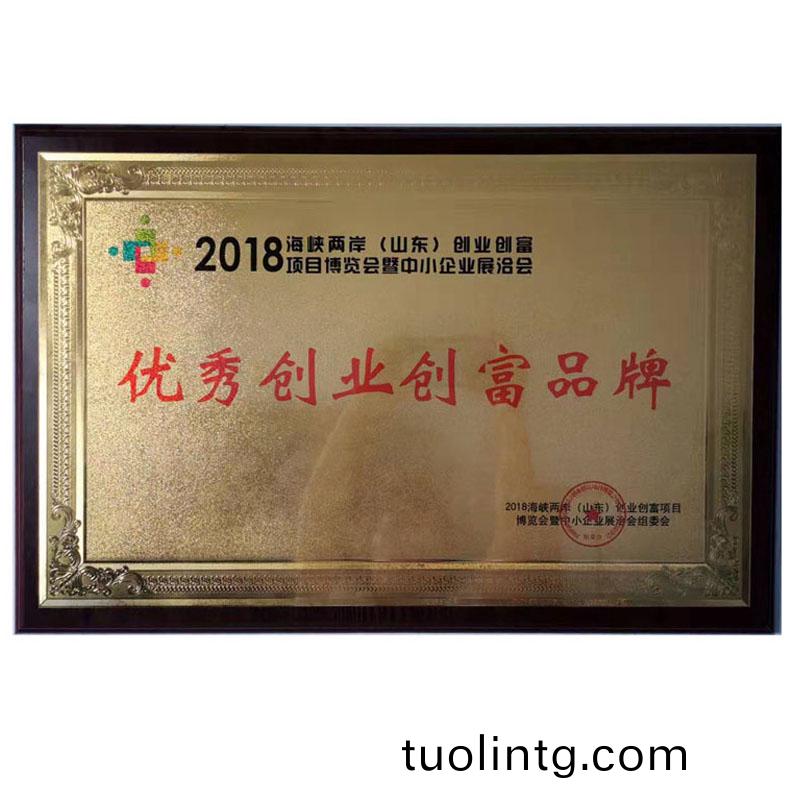 2018海峡两岸（山东）创业创富
项目博览会暨中小企业展洽会
优秀创业创富品牌
2018海峡两岸（山东）创业创富项目
博览会暨中小企业展洽会组委会
tuolintg.com